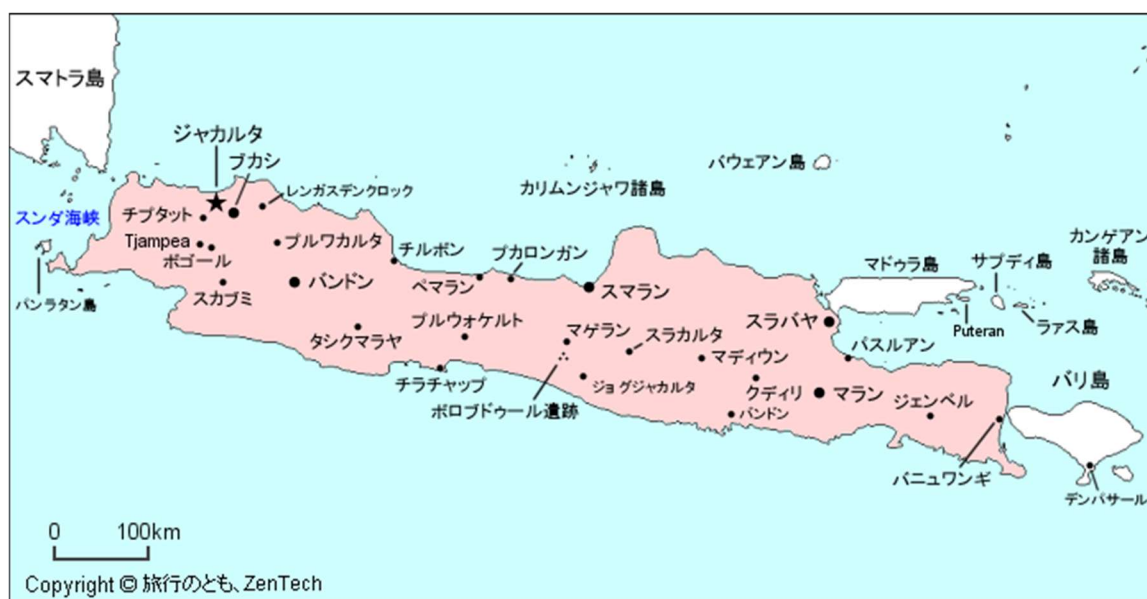 スマトラ島
ジャカルタ
ブカシ
レンガスデンクロック
チプタット
スンダ海峡
Tjampea
ボゴール
プルワカルタ
パンラタン島
スカブミ
バンドン
チルボン
ペマラン
プカロンガン
カリムンジャワ諸島
バウェアン島
スマラン
マドゥラ島
サプディ島
カンゲアン
諸島
Puteran
ラァス島
スラバヤ
タシクマラヤ
プルウォケルト
マゲラン
スラカルタ
マディウン
パスルアン
チラチャップ
ジョグジャカルタ
ボロブドゥール遺跡
クディリ
バンドン
マラン
ジェンベル
バリ島
バニュワンギ
デンパサール
0 100km
Copyright © 旅行のとも、ZenTech